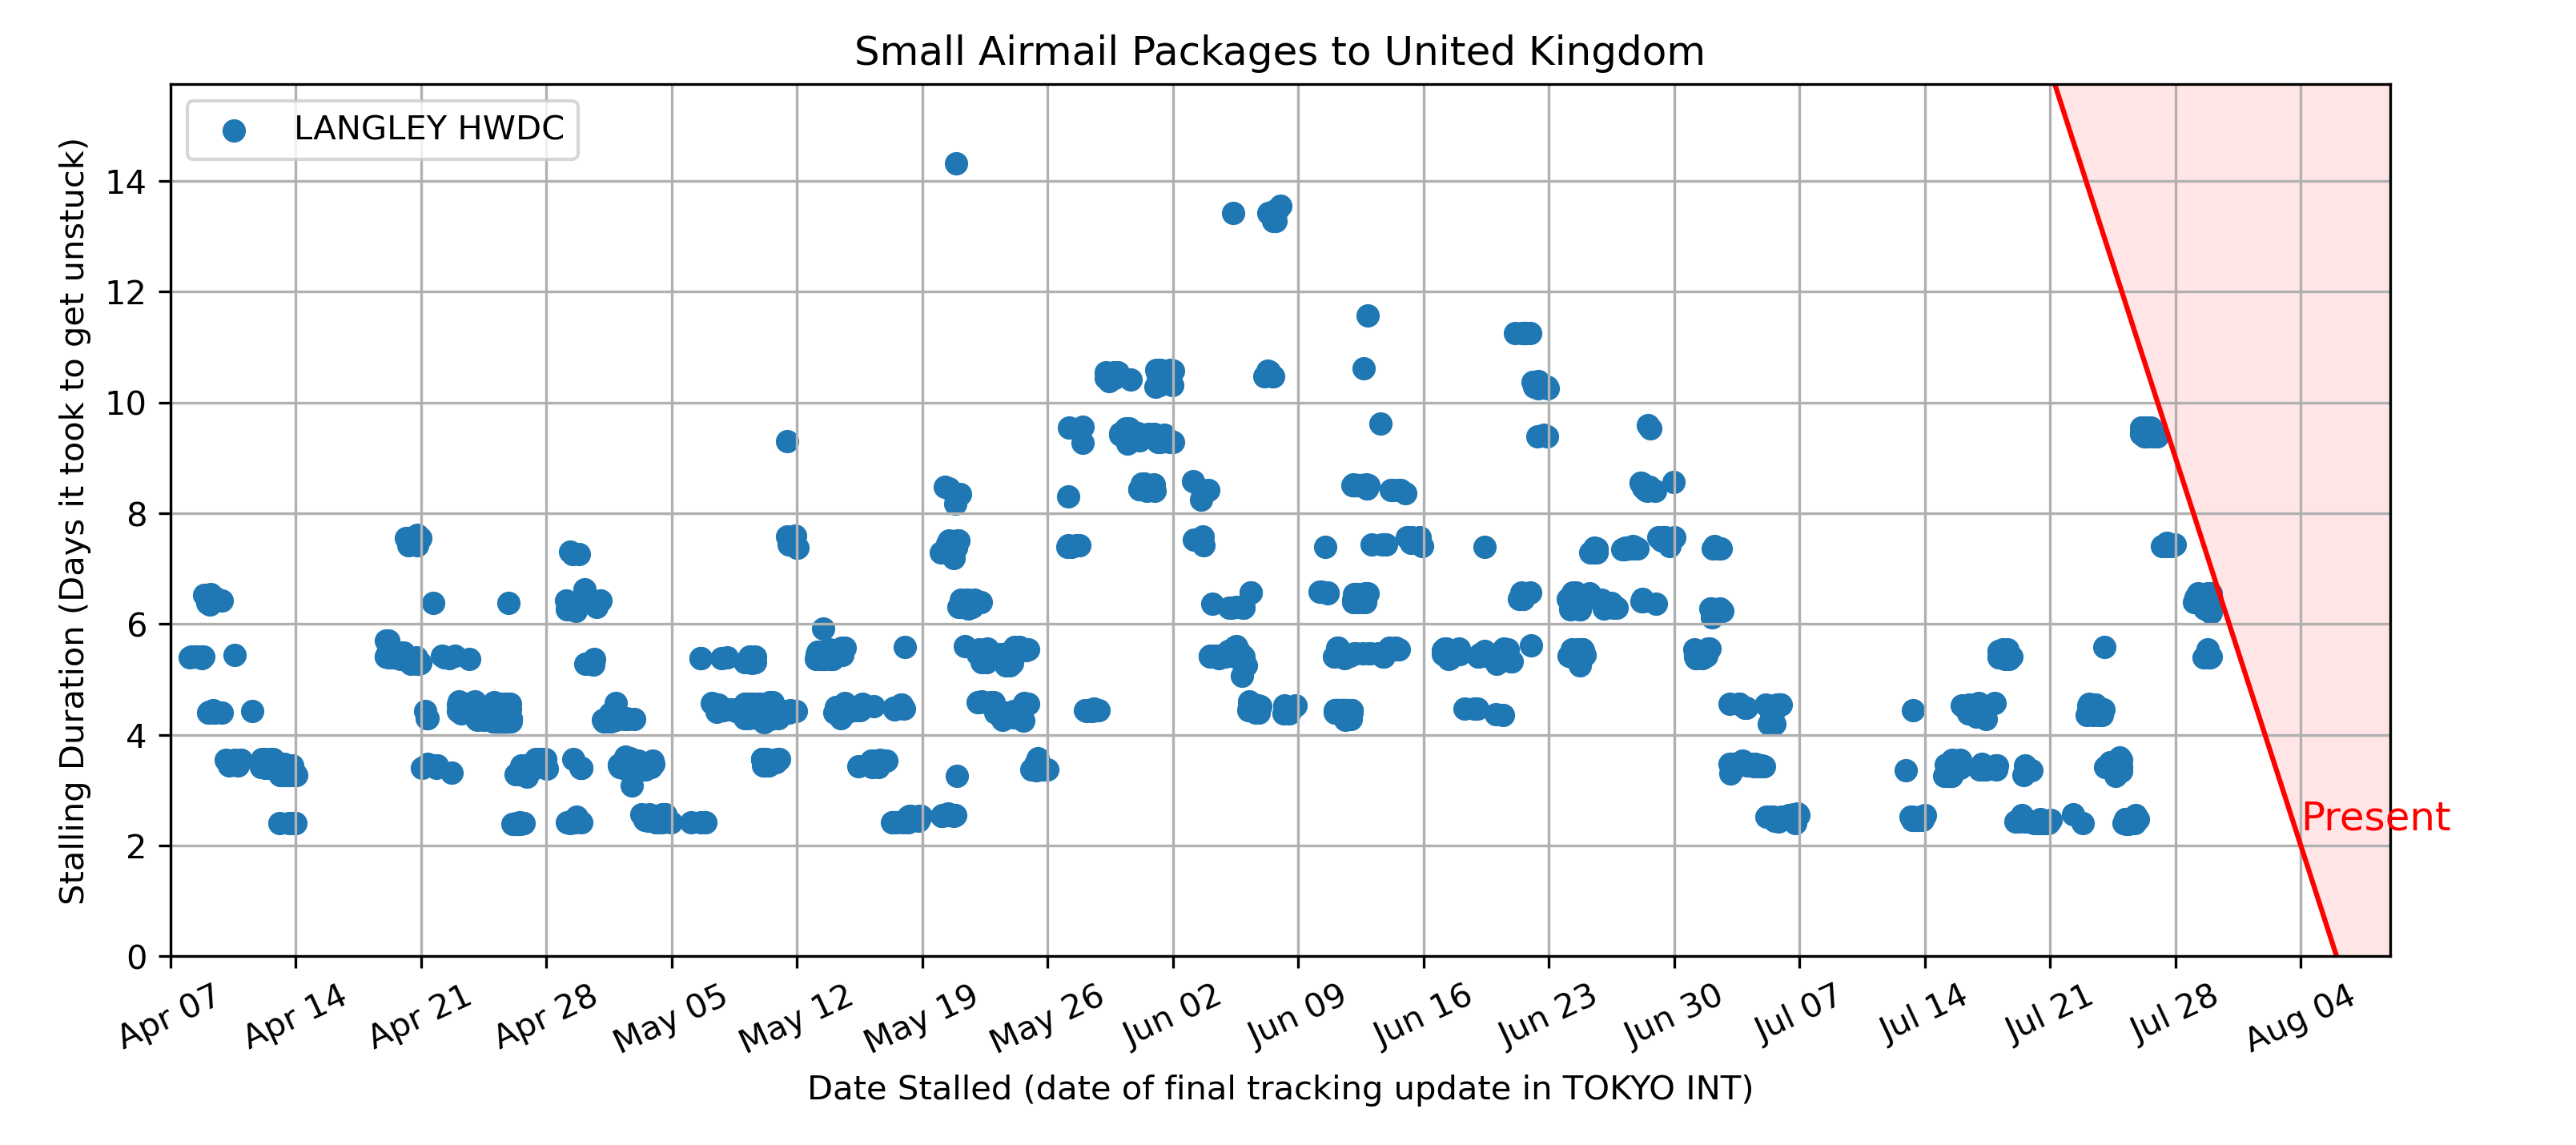 Small Airmail Packages to United Kingdom
LANGLEY HWDC
Stalling Duration (Days it took to get unstuck)
14
12
10
8
6
4
2
0
Present
Apr 07
Apr 14
Apr 21
Apr 28
May 05
May 12
May 19
May 26
Jun 02
Jun 09
Jun 16
Jun 23
Jun 30
Jul 07
Jul 14
Jul 21
Jul 28
Aug 04
Date Stalled (date of final tracking update in TOKYO INT)